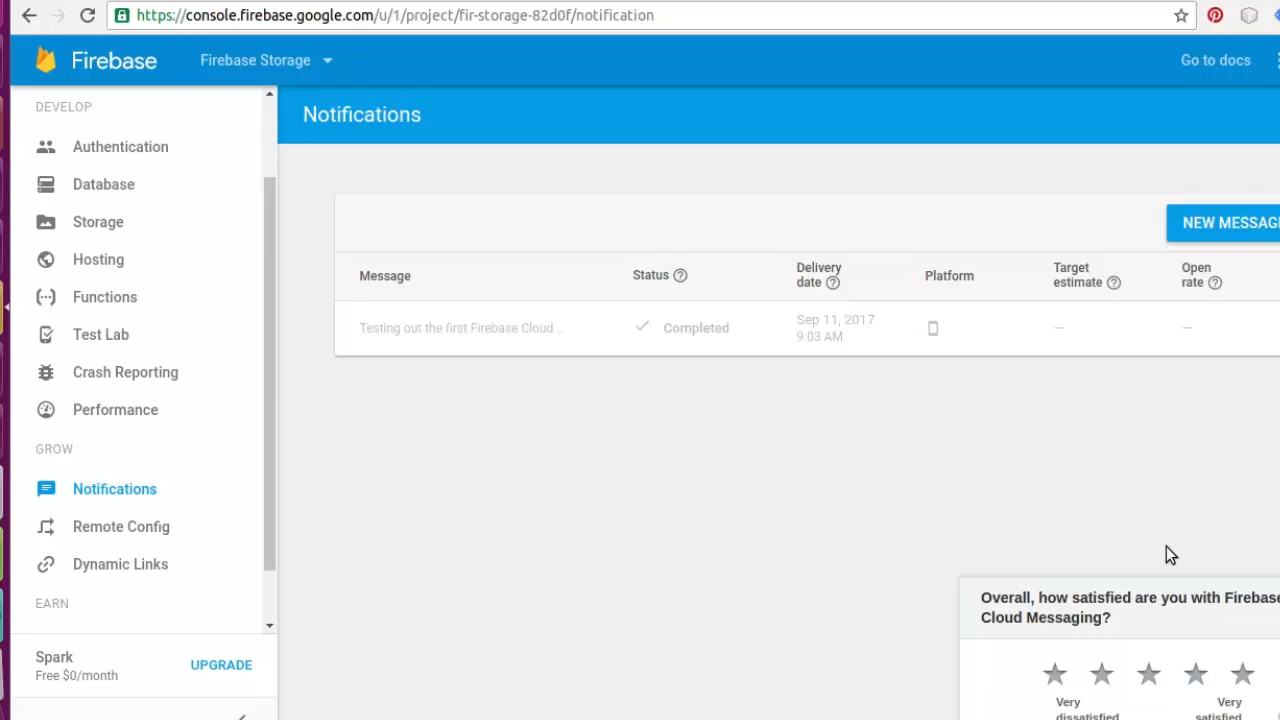 https://console.firebase.google.com/u/1/project/fir-storage-82d0f/notification
Firebase
Firebase Storage
Go to docs
DEVELOP
Authentication
Database
Storage
Hosting
Functions
Test Lab
Crash Reporting
Performance
GROW
Notifications
Remote Config
Dynamic Links
EARN
Spark
Free $0/month
UPGRADE
Notifications
NEW MESSAG
Message
Status
Delivery
date
Platform
Target
estimate
Open
rate
Testing out the first Firebase Cloud ...
Completed
Sep 11, 2017
9:03 AM
Overall, how satisfied are you with Firebase
Cloud Messaging?
Very
dissatisfied
Very
satisfied